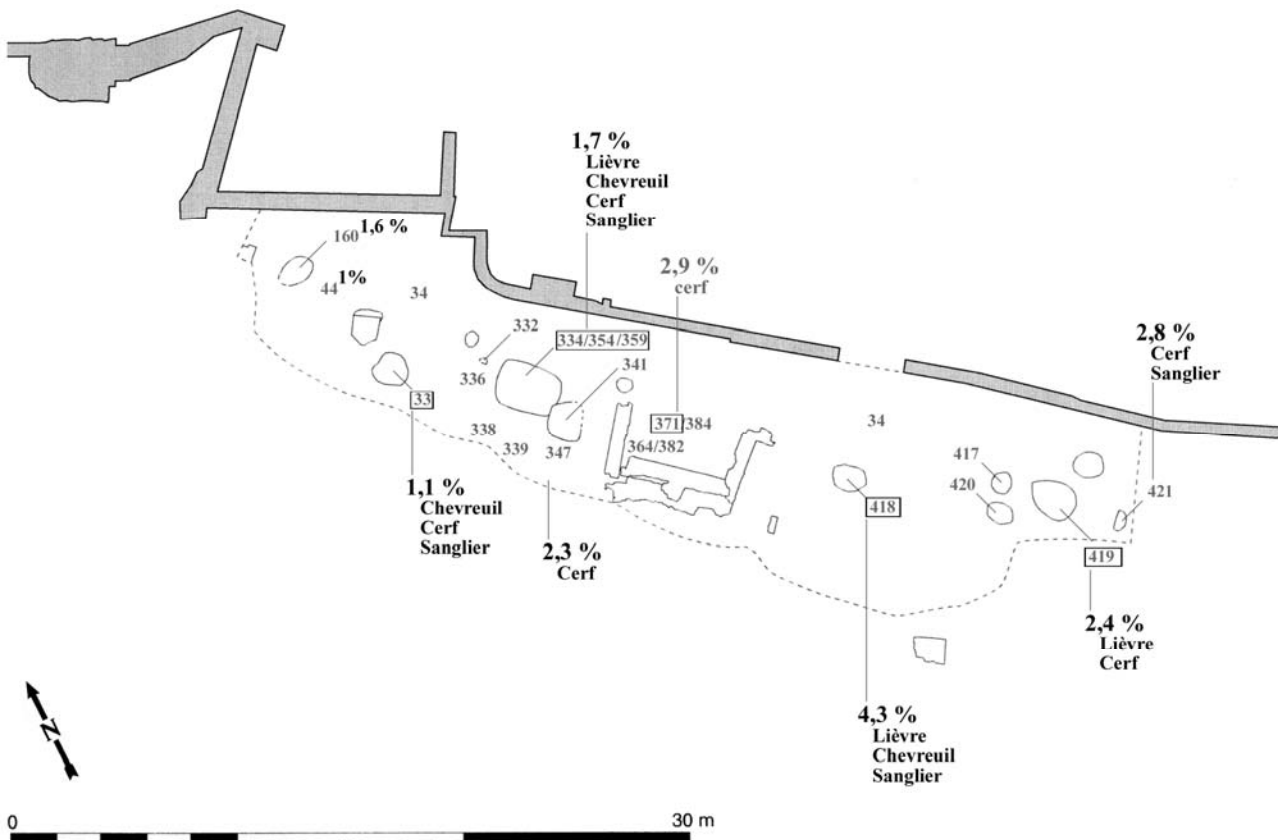 1,7 %
Lièvre
Chevreuil
Cerf
Sanglier
160 1,6 %
44 1%
34
2,9 %
cerf
332
334/354/359
336
341
33
338
339
347
371/384
364/382
34
2,8 %
Cerf
Sanglier
417
420
421
418
419
1,1 %
Chevreuil
Cerf
Sanglier
2,3 %
Cerf
2,4 %
Lièvre
Cerf
4,3 %
Lièvre
Chevreuil
Sanglier
N
0
30 m